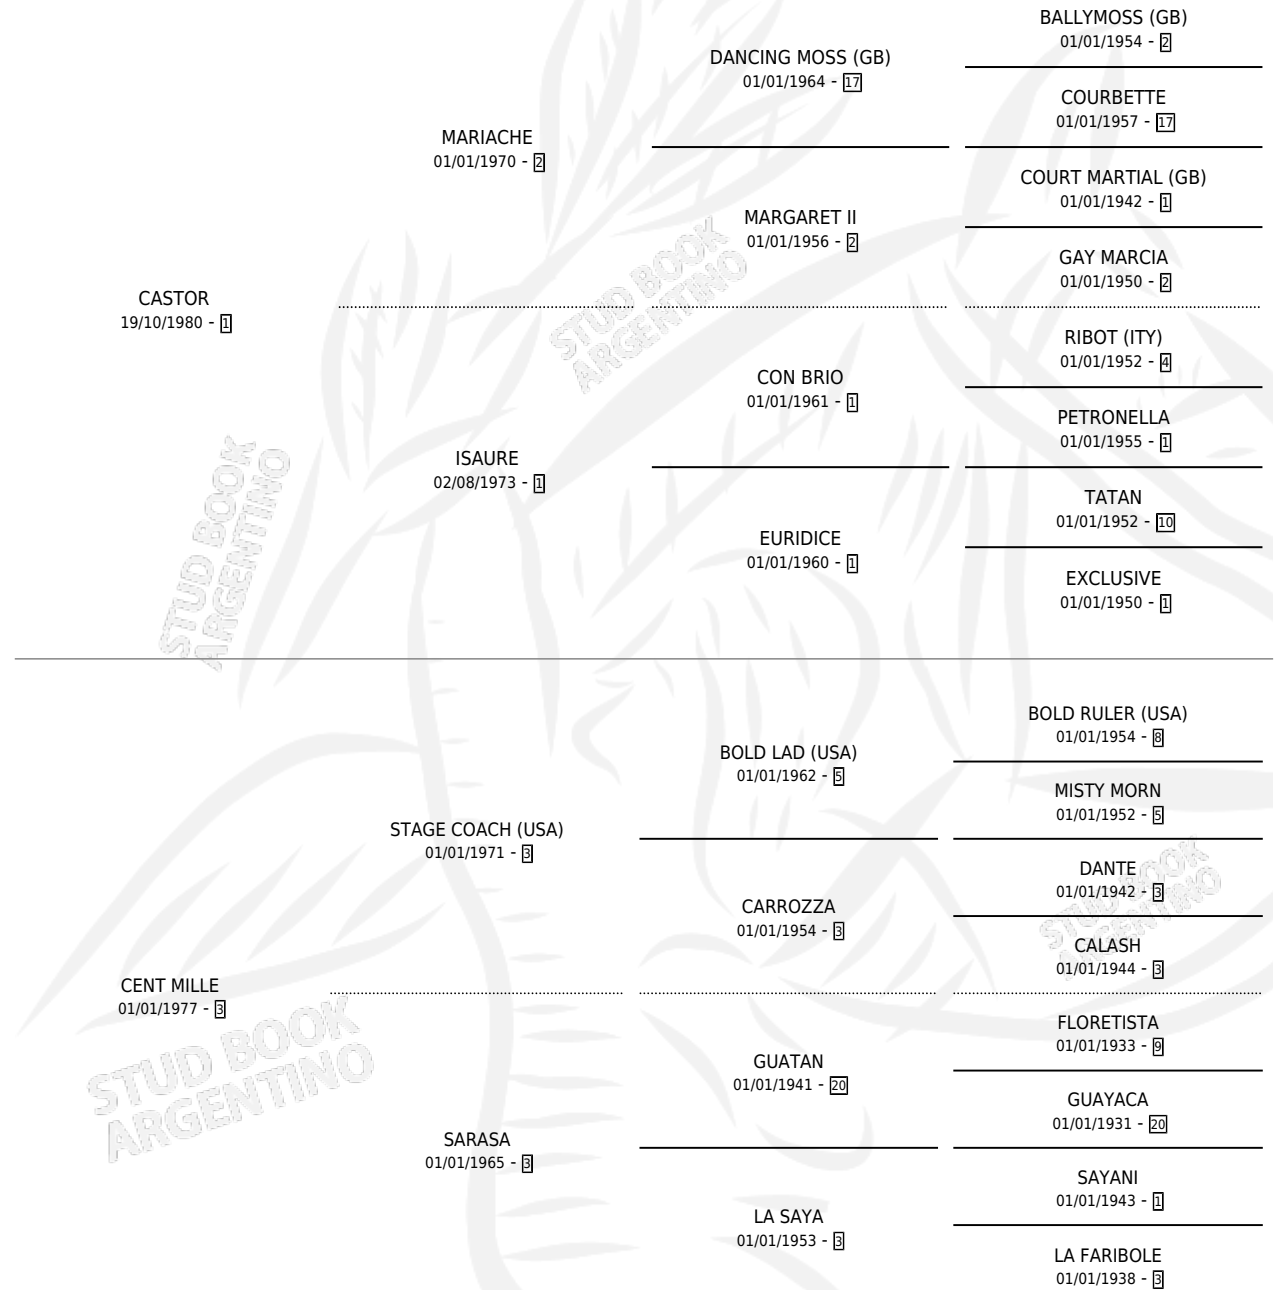 BALLYMOSS (GB)
01/01/1954 - 2
DANCING MOSS (GB)
01/01/1964 - 17
COURBETTE
01/01/1957 - 17
MARIACHE
01/01/1970 - 2
COURT MARTIAL (GB)
01/01/1942 - 1
MARGARET II
01/01/1956 - 2
GAY MARCIA
01/01/1950 - 2
CASTOR
19/10/1980 - 1
RIBOT (ITY)
01/01/1952 - 4
CON BRIO
01/01/1961 - 1
PETRONELLA
01/01/1955 - 1
ISAURE
02/08/1973 - 1
TATAN
01/01/1952 - 10
EURIDICE
01/01/1960 - 1
EXCLUSIVE
01/01/1950 - 1
STUD BOOK
ARGENTINO
STUD BOOK
ARGENTINO
BOLD RULER (USA)
01/01/1954 - 8
BOLD LAD (USA)
01/01/1962 - 5
MISTY MORN
01/01/1952 - 5
STAGE COACH (USA)
01/01/1971 - 3
DANTE
01/01/1942 - 3
CARROZZA
01/01/1954 - 3
CALASH
01/01/1944 - 3
CENT MILLE
01/01/1977 - 3
FLORETISTA
01/01/1933 - 9
GUATAN
01/01/1941 - 20
GUAYACA
01/01/1931 - 20
SARASA
01/01/1965 - 3
SAYANI
01/01/1943 - 1
LA SAYA
01/01/1953 - 3
LA FARIBOLE
01/01/1938 - 3
STUD BOOK
ARGENTINO
STUD BOOK
ARGENTINO